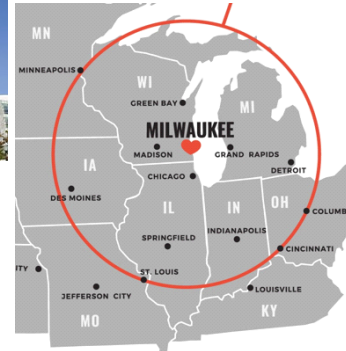 MN
MINNEAPOLIS
WI
GREEN BAY
MI
MILWAUKEE
MADISON
GRAND RAPIDS
DETROIT
CHICAGO
IA
DES MOINES
IL
IN
OH
COLUMB
INDIANAPOLIS
SPRINGFIELD
CINCINNATI
ITY
ST. LOUIS
JEFFERSON CITY
LOUISVILLE
MO
KY